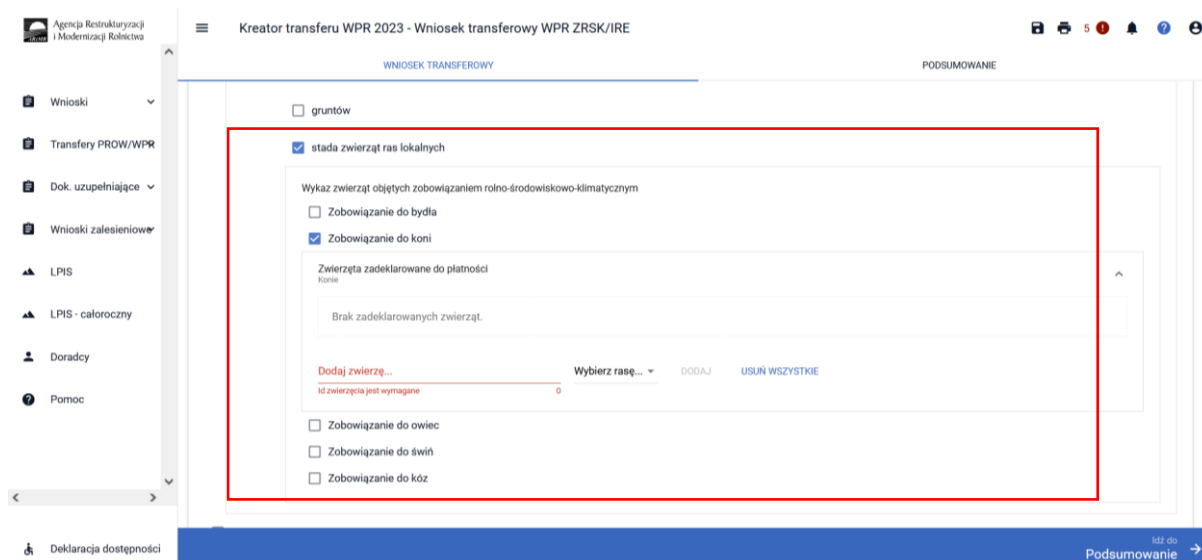 Agencja Restrukturyzacji
i Modernizacji Rolnictwa
Kreator transferu WPR 2023 - Wniosek transferowy WPR ZRSK/IRE
5
WNIOSEK TRANSFEROWY
PODSUMOWANIE
Wnioski
Transfery PROW/WPR
Dok. uzupełniające
Wnioski zalesieniowe
LPIS
LPIS - całoroczny
Doradcy
Pomoc
Deklaracja dostępności
gruntów
stada zwierząt ras lokalnych
Wykaz zwierząt objętych zobowiązaniem rolno-środowiskowo-klimatycznym
Zobowiązanie do bydła
Zobowiązanie do koni
Zwierzęta zadeklarowane do płatności
Konie
Brak zadeklarowanych zwierząt.
Dodaj zwierzę... Wybierz rasę... DODAJ USUŃ WSZYSTKIE
Id zwierzęcia jest wymagane 0
Zobowiązanie do owiec
Zobowiązanie do świń
Zobowiązanie do kóz
Idź do
Podsumowanie